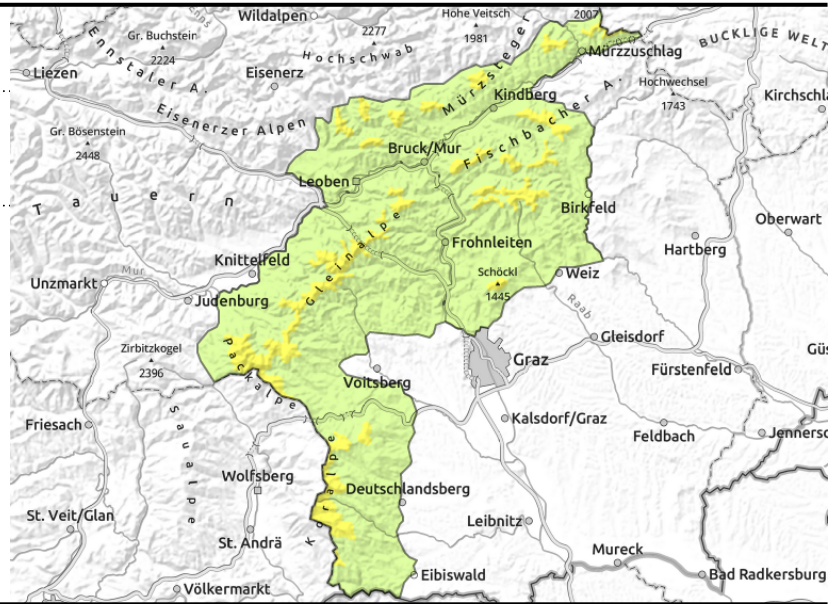 Wildalpen
Enns
Hohe Veitsch
1981
2007
Gr. Buchstein
2224
2277
Hochschwab
Mürzzuschlag
BUCKLIGE WELT
Ennstaler A.
Liezen
Eisenerz
Mürzsteger
Hochwechsel
1743
Kindberg
Kirchschla
Eisenerzer Alpen
Gr. Bösenstein
2448
Fischbacher A.
Bruck/Mur
Leoben
Tauern
Birkfeld
Oberwart
Gleinalpe
Frohnleiten
Hartberg
Knittelfeld
Schöckl
1445
Weiz
Unzmarkt
Mur
Judenburg
Raab
Gleisdorf
Packalpe
Zirbitzkogel
2396
Graz
Güs
Voitsberg
Fürstenfeld
Friesach
Saualpe
Kalsdorf/Graz
Feldbach
Jennersd
Wolfsberg
Koralpe
Deutschlandsberg
St. Veit/Glan
Leibnitz
St. Andrä
Mureck
Eibiswald
Bad Radkersburg
Völkermarkt